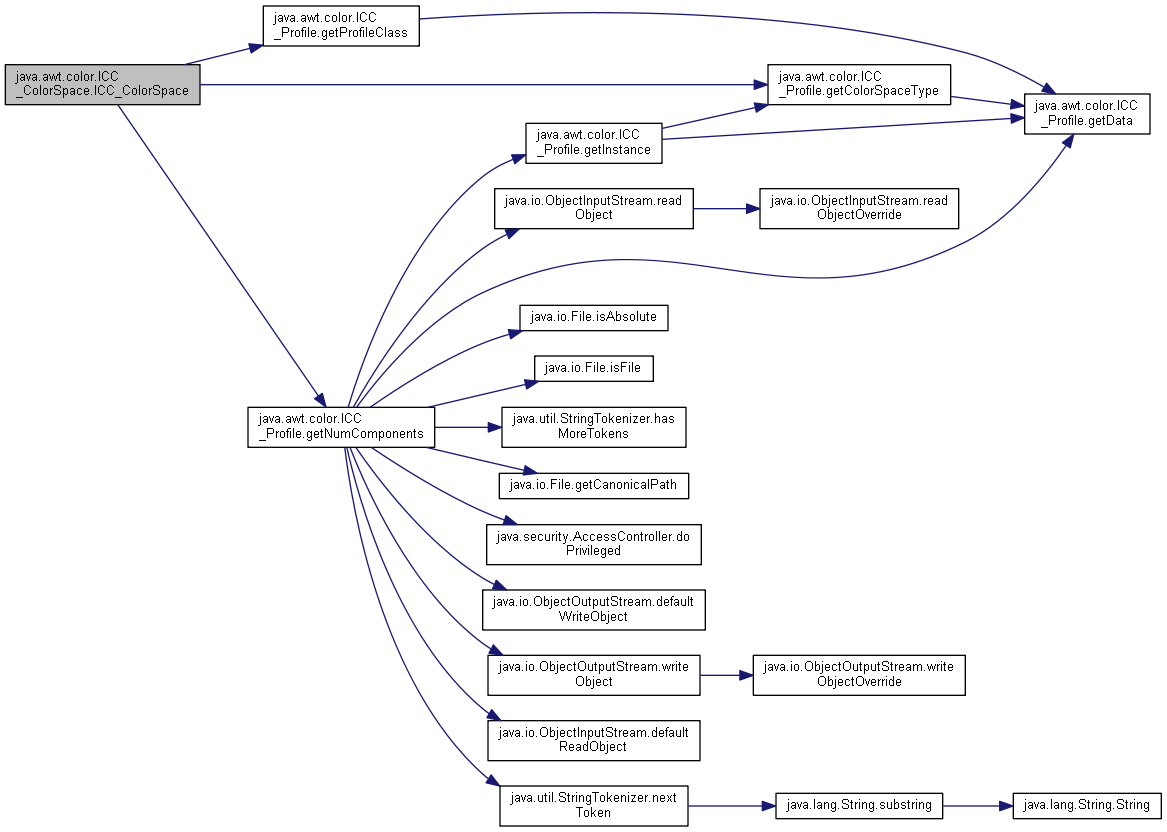 java.awt.color.ICC
_Profile.getProfileClass
java.awt.color.ICC
_ColorSpace.ICC_ColorSpace
java.awt.color.ICC
_Profile.getColorSpaceType
java.awt.color.ICC
_Profile.getData
java.awt.color.ICC
_Profile.getInstance
java.io.ObjectInputStream.read
Object
java.io.ObjectInputStream.read
ObjectOverride
java.io.File.isAbsolute
java.io.File.isFile
java.awt.color.ICC
_Profile.getNumComponents
java.util.StringTokenizer.has
MoreTokens
java.io.File.getCanonicalPath
java.security.AccessController.do
Privileged
java.io.ObjectOutputStream.default
WriteObject
java.io.ObjectOutputStream.write
Object
java.io.ObjectOutputStream.write
ObjectOverride
java.io.ObjectInputStream.default
ReadObject
java.util.StringTokenizer.next
Token
java.lang.String.substring
java.lang.String.String